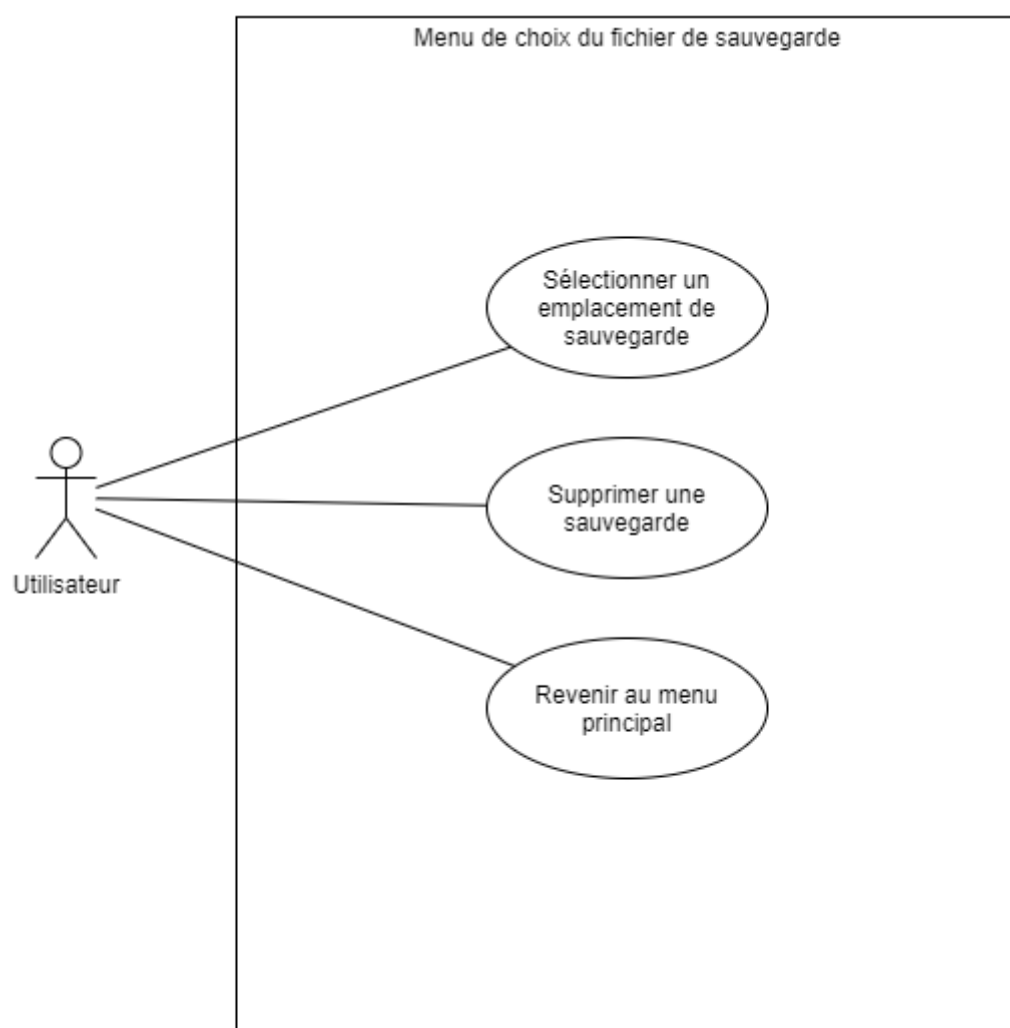 Menu de choix du fichier de sauvegarde
Sélectionner un
emplacement de
sauvegarde
Supprimer une
sauvegarde
Utilisateur
Revenir au menu
principal